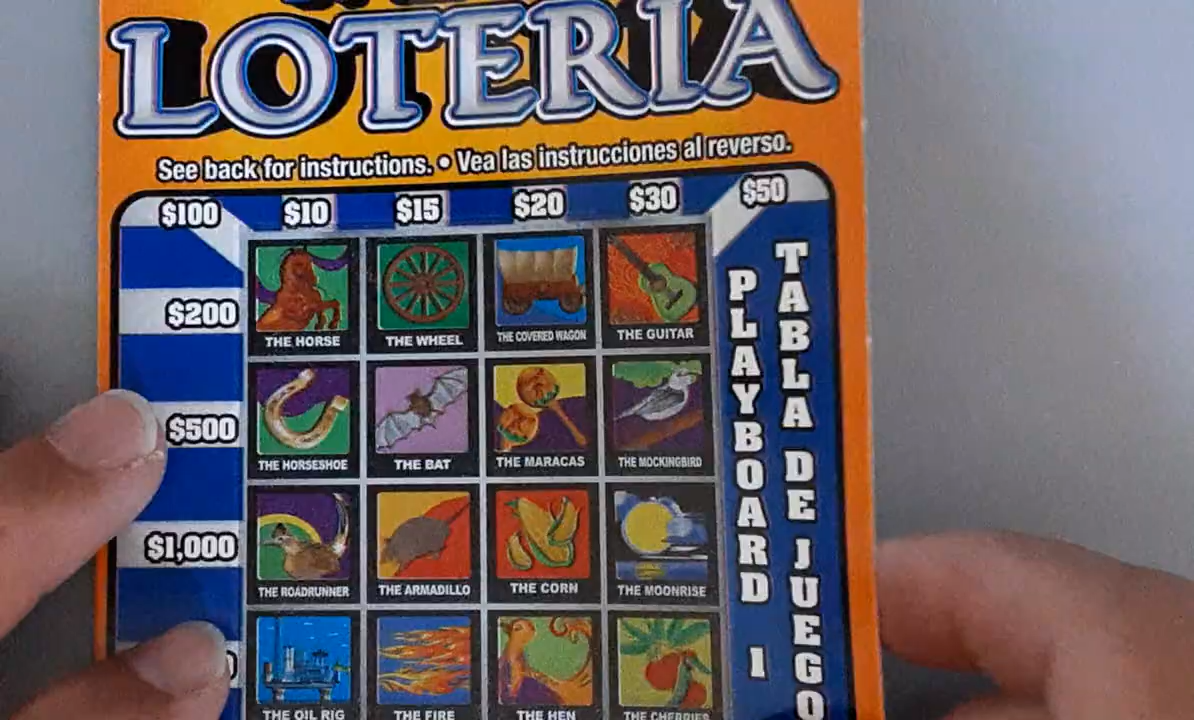 LOTERIA
See back for instructions. • Vea las instrucciones al reverso.
$100 $10 $15 $20 $30 $50
$200
THE HORSE THE WHEEL THE COVERED WAGON THE GUITAR
$500
THE HORSESHOE THE BAT THE MARACAS THE MOCKINGBIRD
$1,000
THE ROADRUNNER THE ARMADILLO THE CORN THE MOONRISE
THE OIL RIG THE FIRE THE HEN THE CHERRIES
PLAYBOARD 1
TABLA DE JUEGO